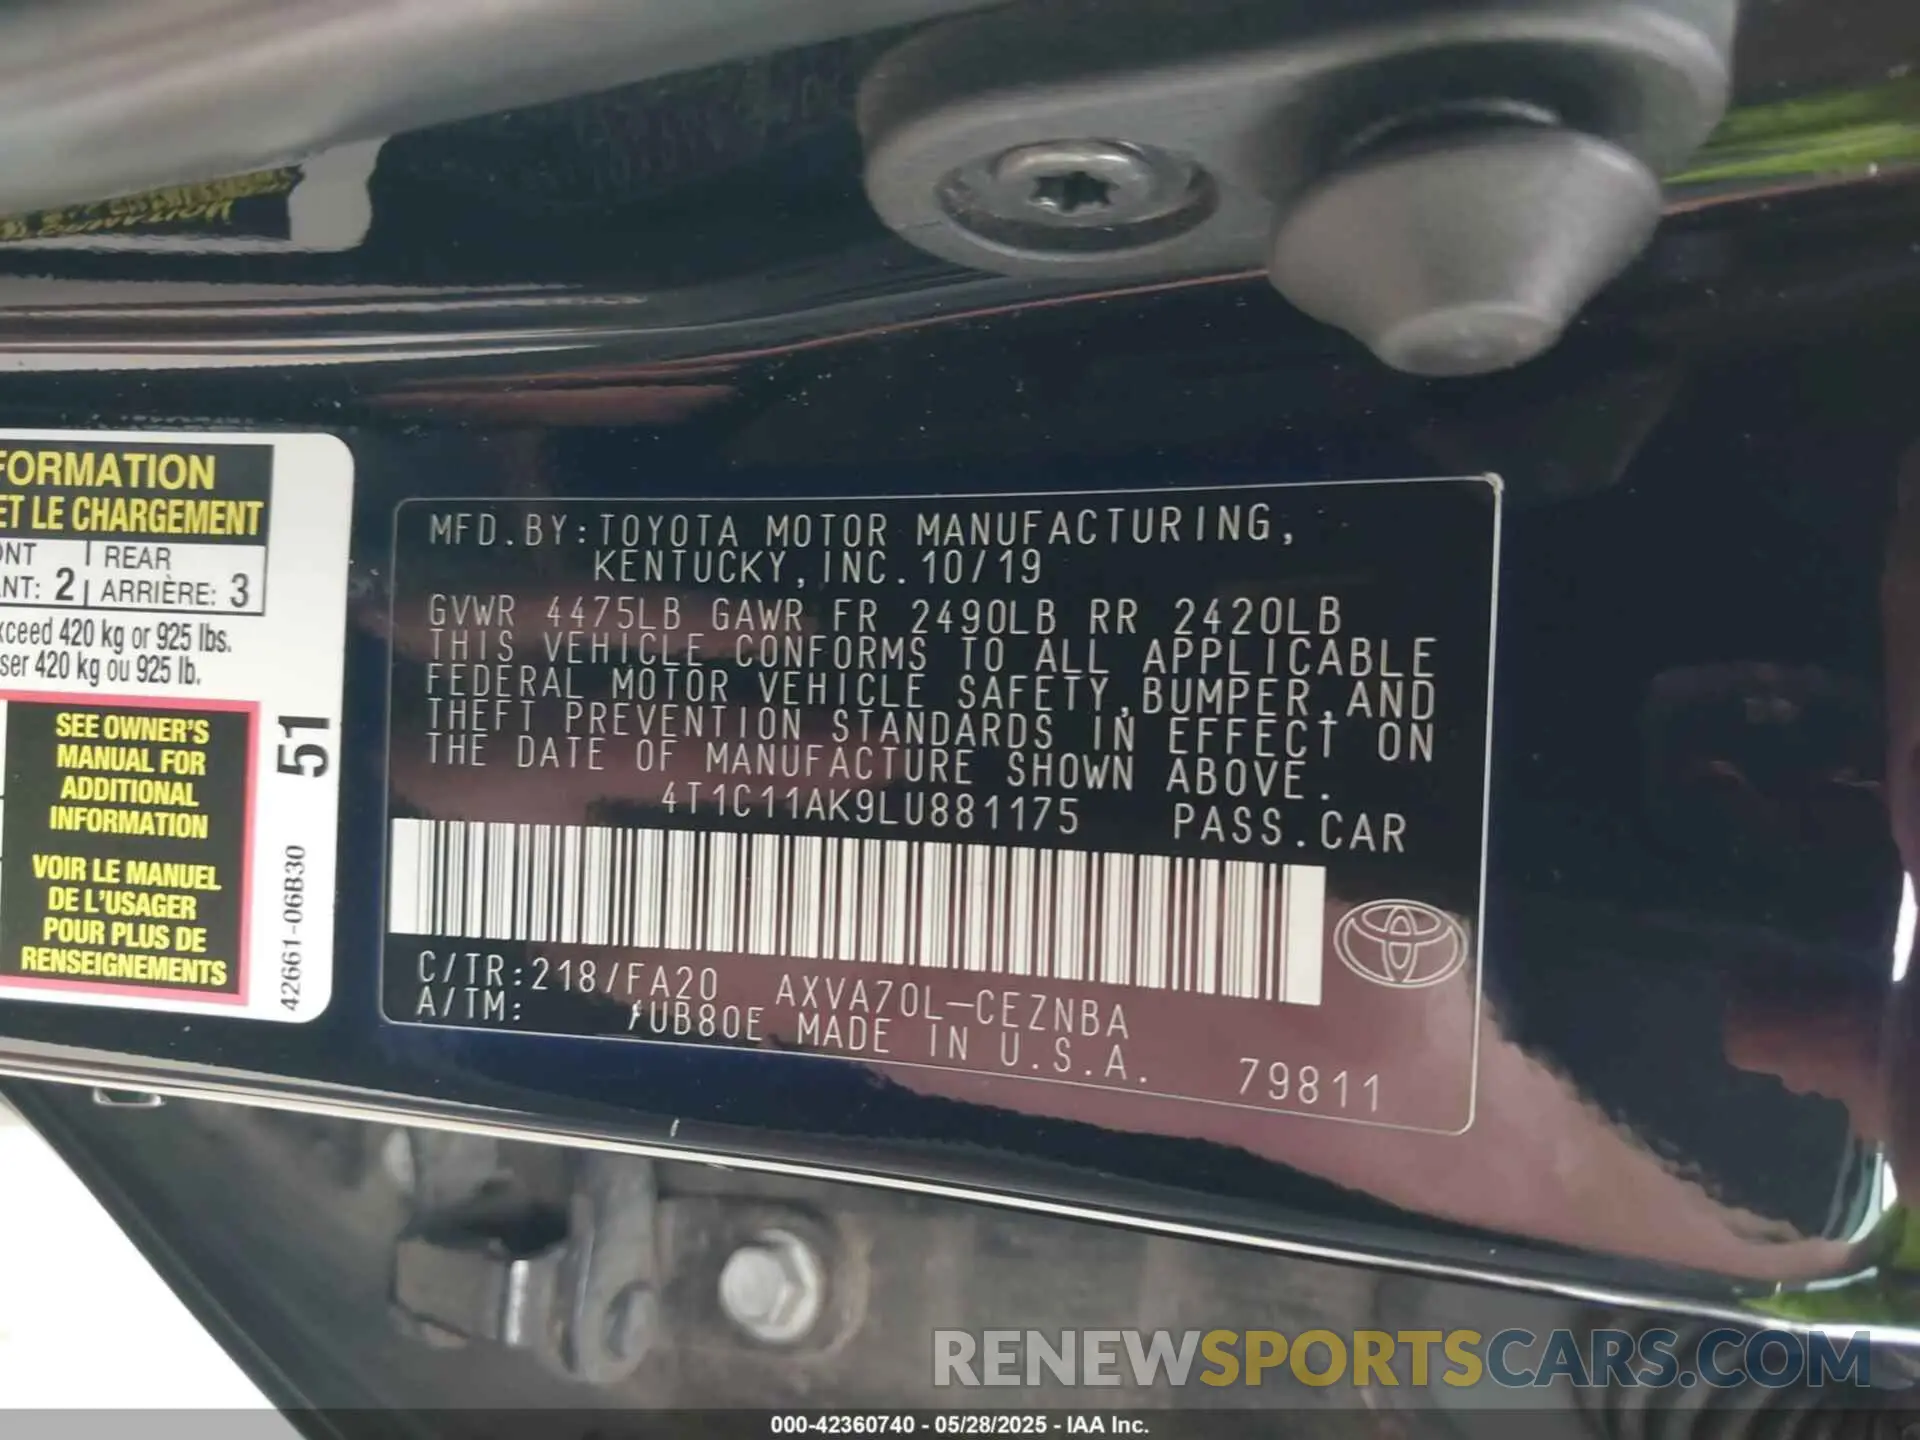 FORMATION
ET LE CHARGEMENT
REAR
2 ARRIÈRE: 3
420 kg or 925 lbs.
420 kg ou 925 lb.
SEE OWNER'S
MANUAL FOR
ADDITIONAL
INFORMATION
VOIR LE MANUEL
DE L'USAGER
POUR PLUS DE
RENSEIGNEMENTS
51
42661-06B30
MFD.BY:TOYOTA MOTOR MANUFACTURING,
KENTUCKY,INC.10/19
GVWR 4475LB GAWR FR 2490LB RR 2420LB
THIS VEHICLE CONFORMS TO ALL APPLICABLE
FEDERAL MOTOR VEHICLE SAFETY,BUMPER,AND
THEFT PREVENTION STANDARDS IN EFFECT ON
THE DATE OF MANUFACTURE SHOWN ABOVE.
4T1C11AK9LU881175 PASS.CAR
C/TR:218/FA20 AXVA70L-CEZNBA
A/TM: /UB80E MADE IN U.S.A. 79811
RENEWSPORTSCARS.COM
000-42360740 - 05/28/2025 - IAA Inc.